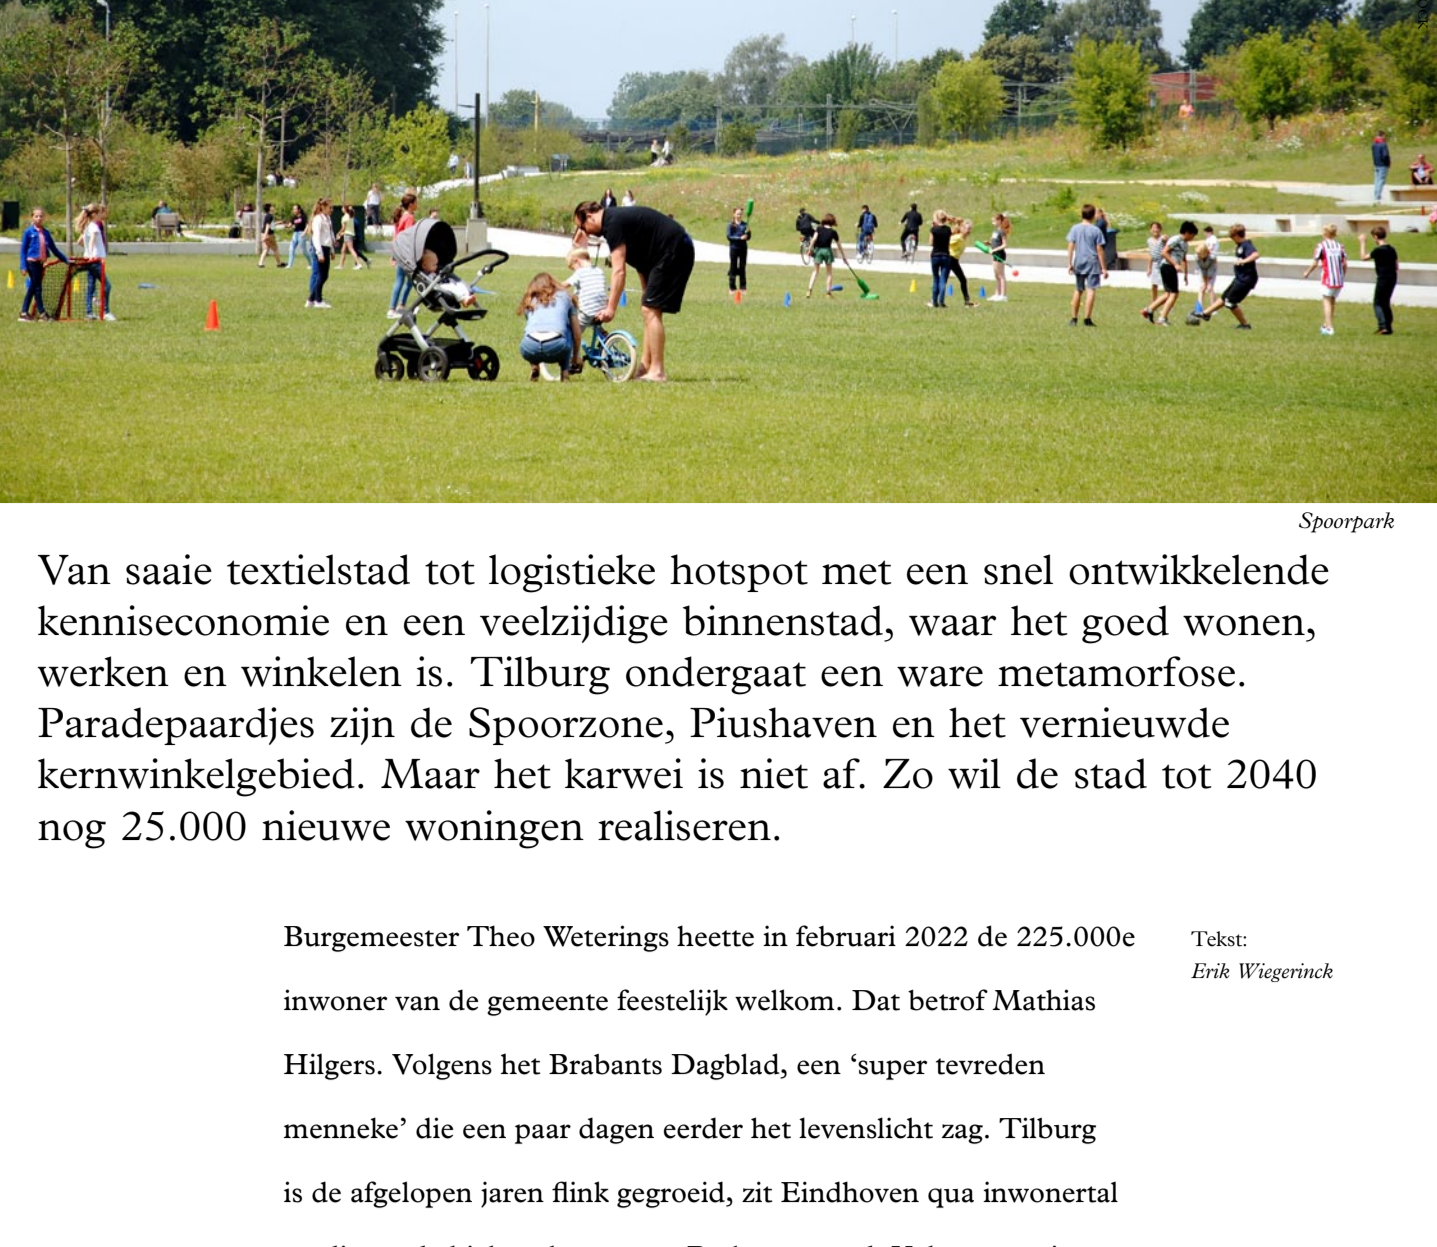 Spoorpark
Van saaie textielstad tot logistieke hotspot met een snel ontwikkelende
kenniseconomie en een veelzijdige binnenstad, waar het goed wonen,
werken en winkelen is. Tilburg ondergaat een ware metamorfose.
Paradepaardjes zijn de Spoorzone, Piushaven en het vernieuwde
kernwinkelgebied. Maar het karwei is niet af. Zo wil de stad tot 2040
nog 25.000 nieuwe woningen realiseren.
Burgemeester Theo Weterings heette in februari 2022 de 225.000e
inwoner van de gemeente feestelijk welkom. Dat betrof Mathias
Hilgers. Volgens het Brabants Dagblad, een ‘super tevreden
menneke’ die een paar dagen eerder het levenslicht zag. Tilburg
is de afgelopen jaren flink gegroeid, zit Eindhoven qua inwonertal
Tekst:
Erik Wiegerinck